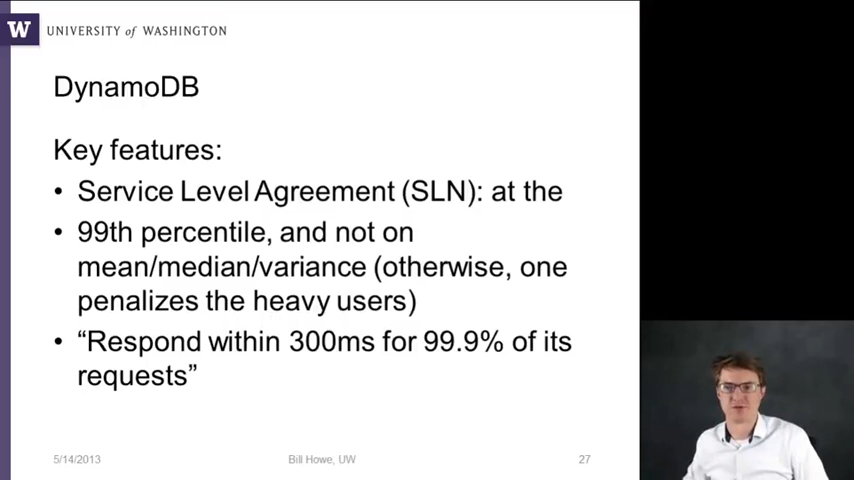 W UNIVERSITY of WASHINGTON
DynamoDB
Key features:
• Service Level Agreement (SLN): at the
• 99th percentile, and not on
mean/median/variance (otherwise, one
penalizes the heavy users)
• “Respond within 300ms for 99.9% of its
requests”
5/14/2013 Bill Howe, UW 27